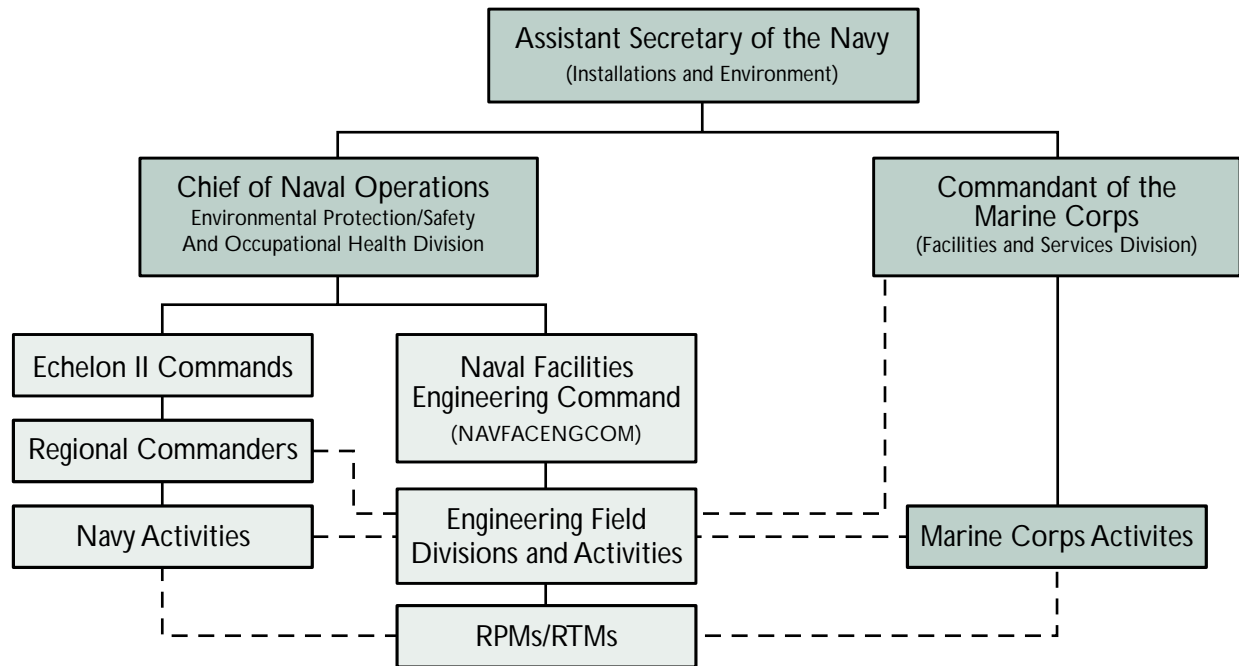 Assistant Secretary of the Navy
(Installations and Environment)
Chief of Naval Operations
Environmental Protection/Safety
And Occupational Health Division
Commandant of the
Marine Corps
(Facilities and Services Division)
Echelon II Commands
Naval Facilities
Engineering Command
(NAVFACENGCOM)
Regional Commanders
Navy Activities
Engineering Field
Divisions and Activities
Marine Corps Activites
RPMs/RTMs